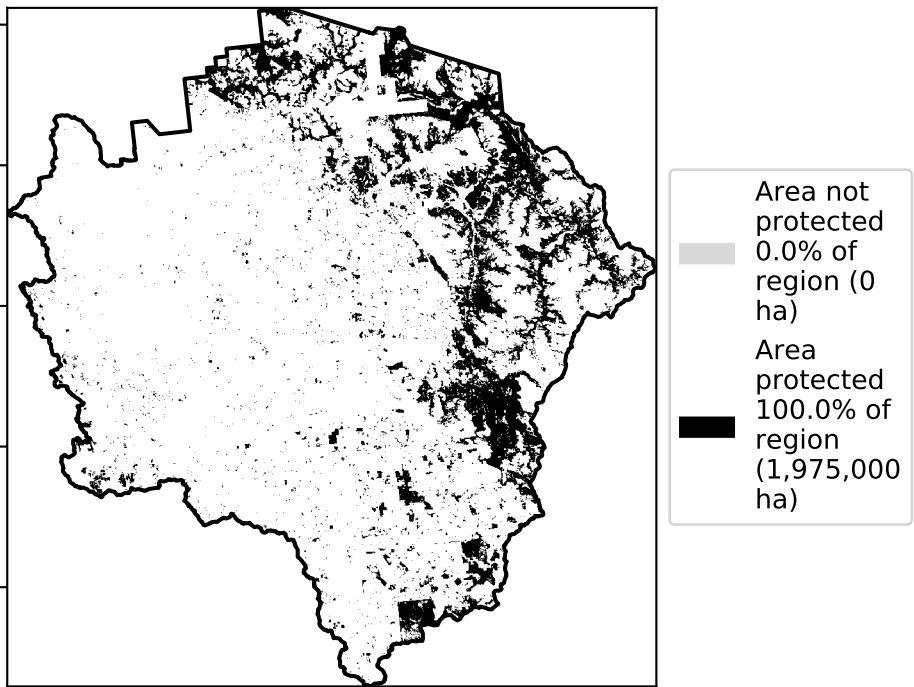 Area not
protected
0.0% of
region (0
ha)
Area
protected
100.0% of
region
(1,975,000
ha)